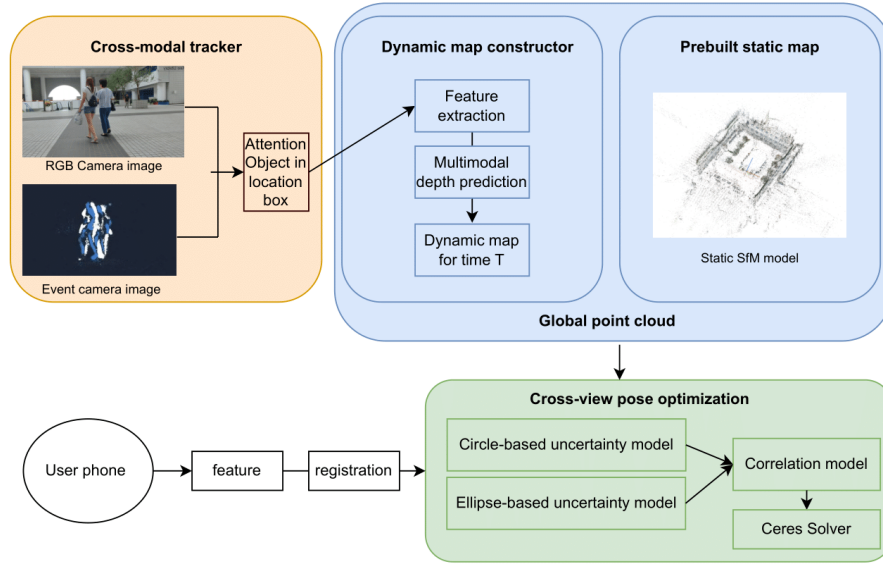 Cross-modal tracker
RGB Camera image
Event camera image
Attention
Object in
location
box
Dynamic map constructor
Feature
extraction
Multimodal
depth prediction
Dynamic map
for time T
Prebuilt static map
Static SfM model
Global point cloud
User phone
feature
registration
Cross-view pose optimization
Circle-based uncertainty model
Ellipse-based uncertainty model
Correlation model
Ceres Solver